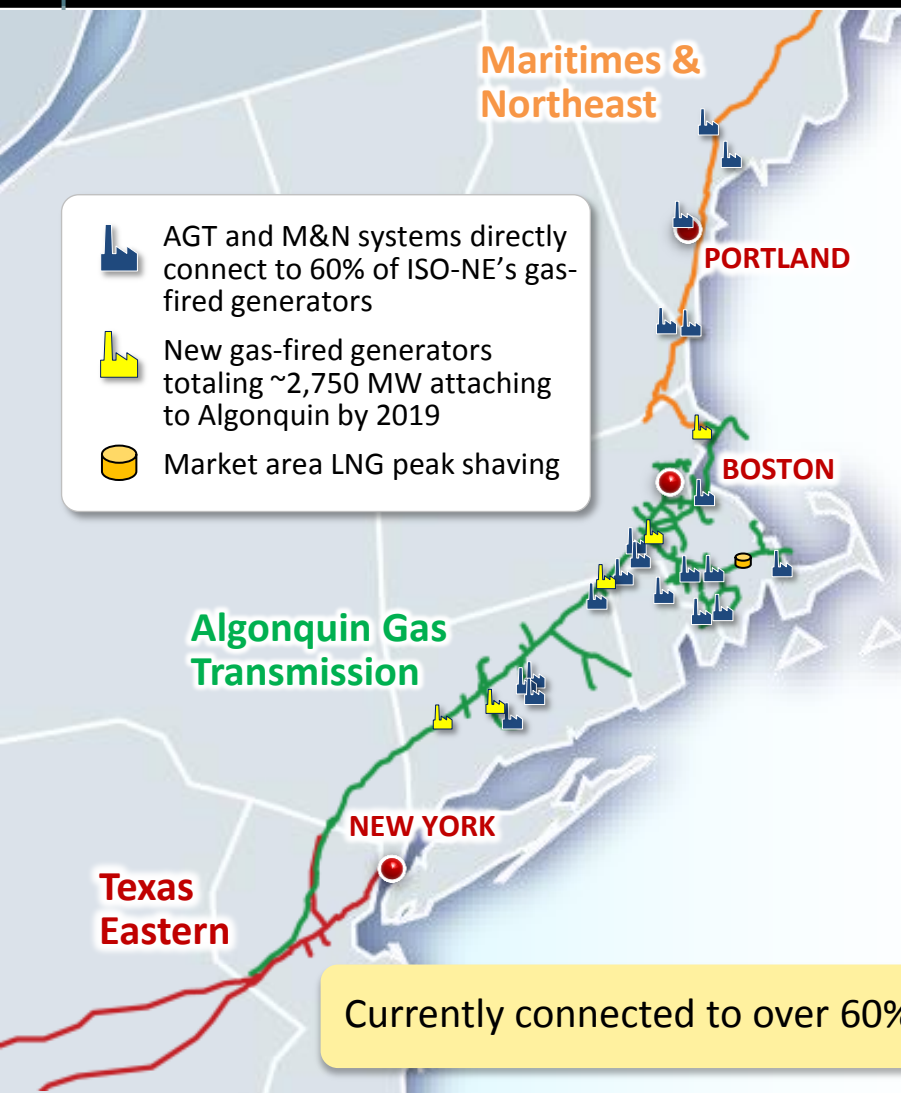 Maritimes &
Northeast
AGT and M&N systems directly
connect to 60% of ISO-NE's gas-
fired generators
New gas-fired generators
totaling ~2,750 MW attaching
to Algonquin by 2019
Market area LNG peak shaving
PORTLAND
BOSTON
Algonquin Gas
Transmission
NEW YORK
Texas
Eastern
Currently connected to over 60%